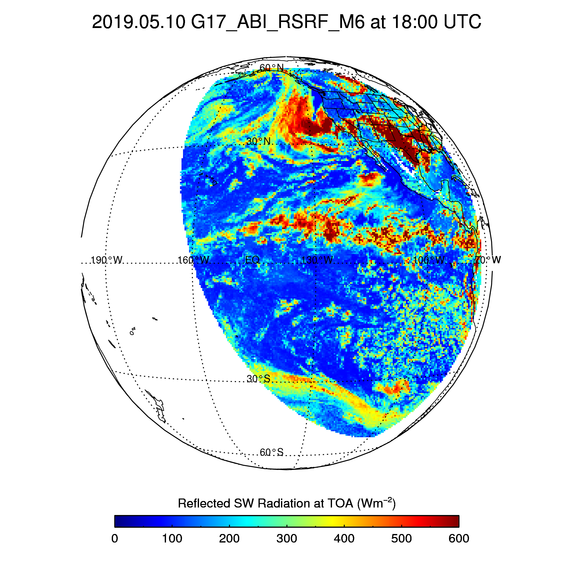 2019.05.10 G17_ABI_RSRF_M6 at 18:00 UTC
60°N
30°N
190°W 160°W EQ 130°W 100°W 70°W
30°S
60°S
Reflected SW Radiation at TOA (Wm⁻²)
0 100 200 300 400 500 600